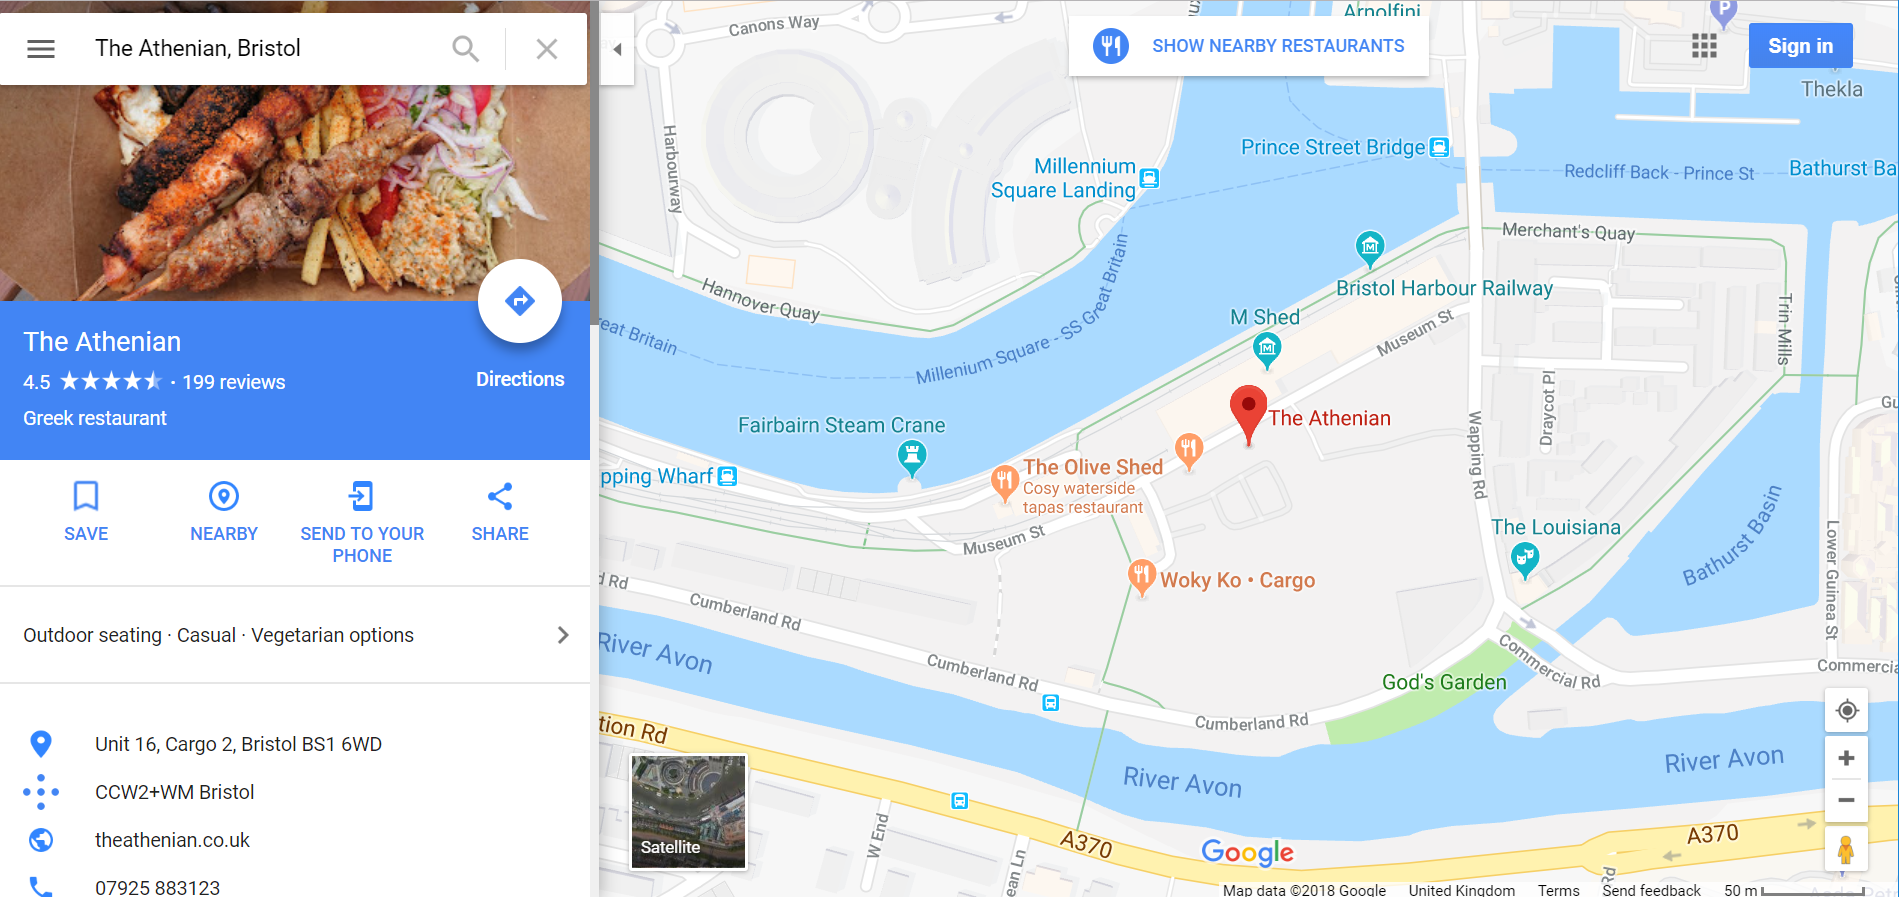 The Athenian, Bristol
The Athenian
4.5 ★★★★★ · 199 reviews
Greek restaurant
Directions
SAVE
NEARBY
SEND TO YOUR
PHONE
SHARE
Outdoor seating · Casual · Vegetarian options
Unit 16, Cargo 2, Bristol BS1 6WD
CCW2+WM Bristol
theathenian.co.uk
07925 883123
SHOW NEARBY RESTAURANTS
Sign in
Canons Way
Arnolfini
P
Thekla
Harbourway
Millennium
Square Landing
Prince Street Bridge
Redcliff Back - Prince St
Bathurst Ba
Merchant's Quay
Hannover Quay
Bristol Harbour Railway
M Shed
Museum St
Trin Mills
reat Britain
Millenium Square - SS Great Britain
Draycot Pl
Gu
Fairbairn Steam Crane
The Athenian
Wapping Rd
pping Wharf
The Olive Shed
Cosy waterside
tapas restaurant
Museum St
The Louisiana
Bathurst Basin
Lower Guinea St
d Rd
Woky Ko • Cargo
Cumberland Rd
River Avon
Cumberland Rd
God's Garden
Commercial Rd
Commercia
Cumberland Rd
tion Rd
River Avon
River Avon
A370
A370
W End
ean Ln
Rd
Satellite
Google
Map data ©2018 Google
United Kingdom
Terms
Send feedback
50 m